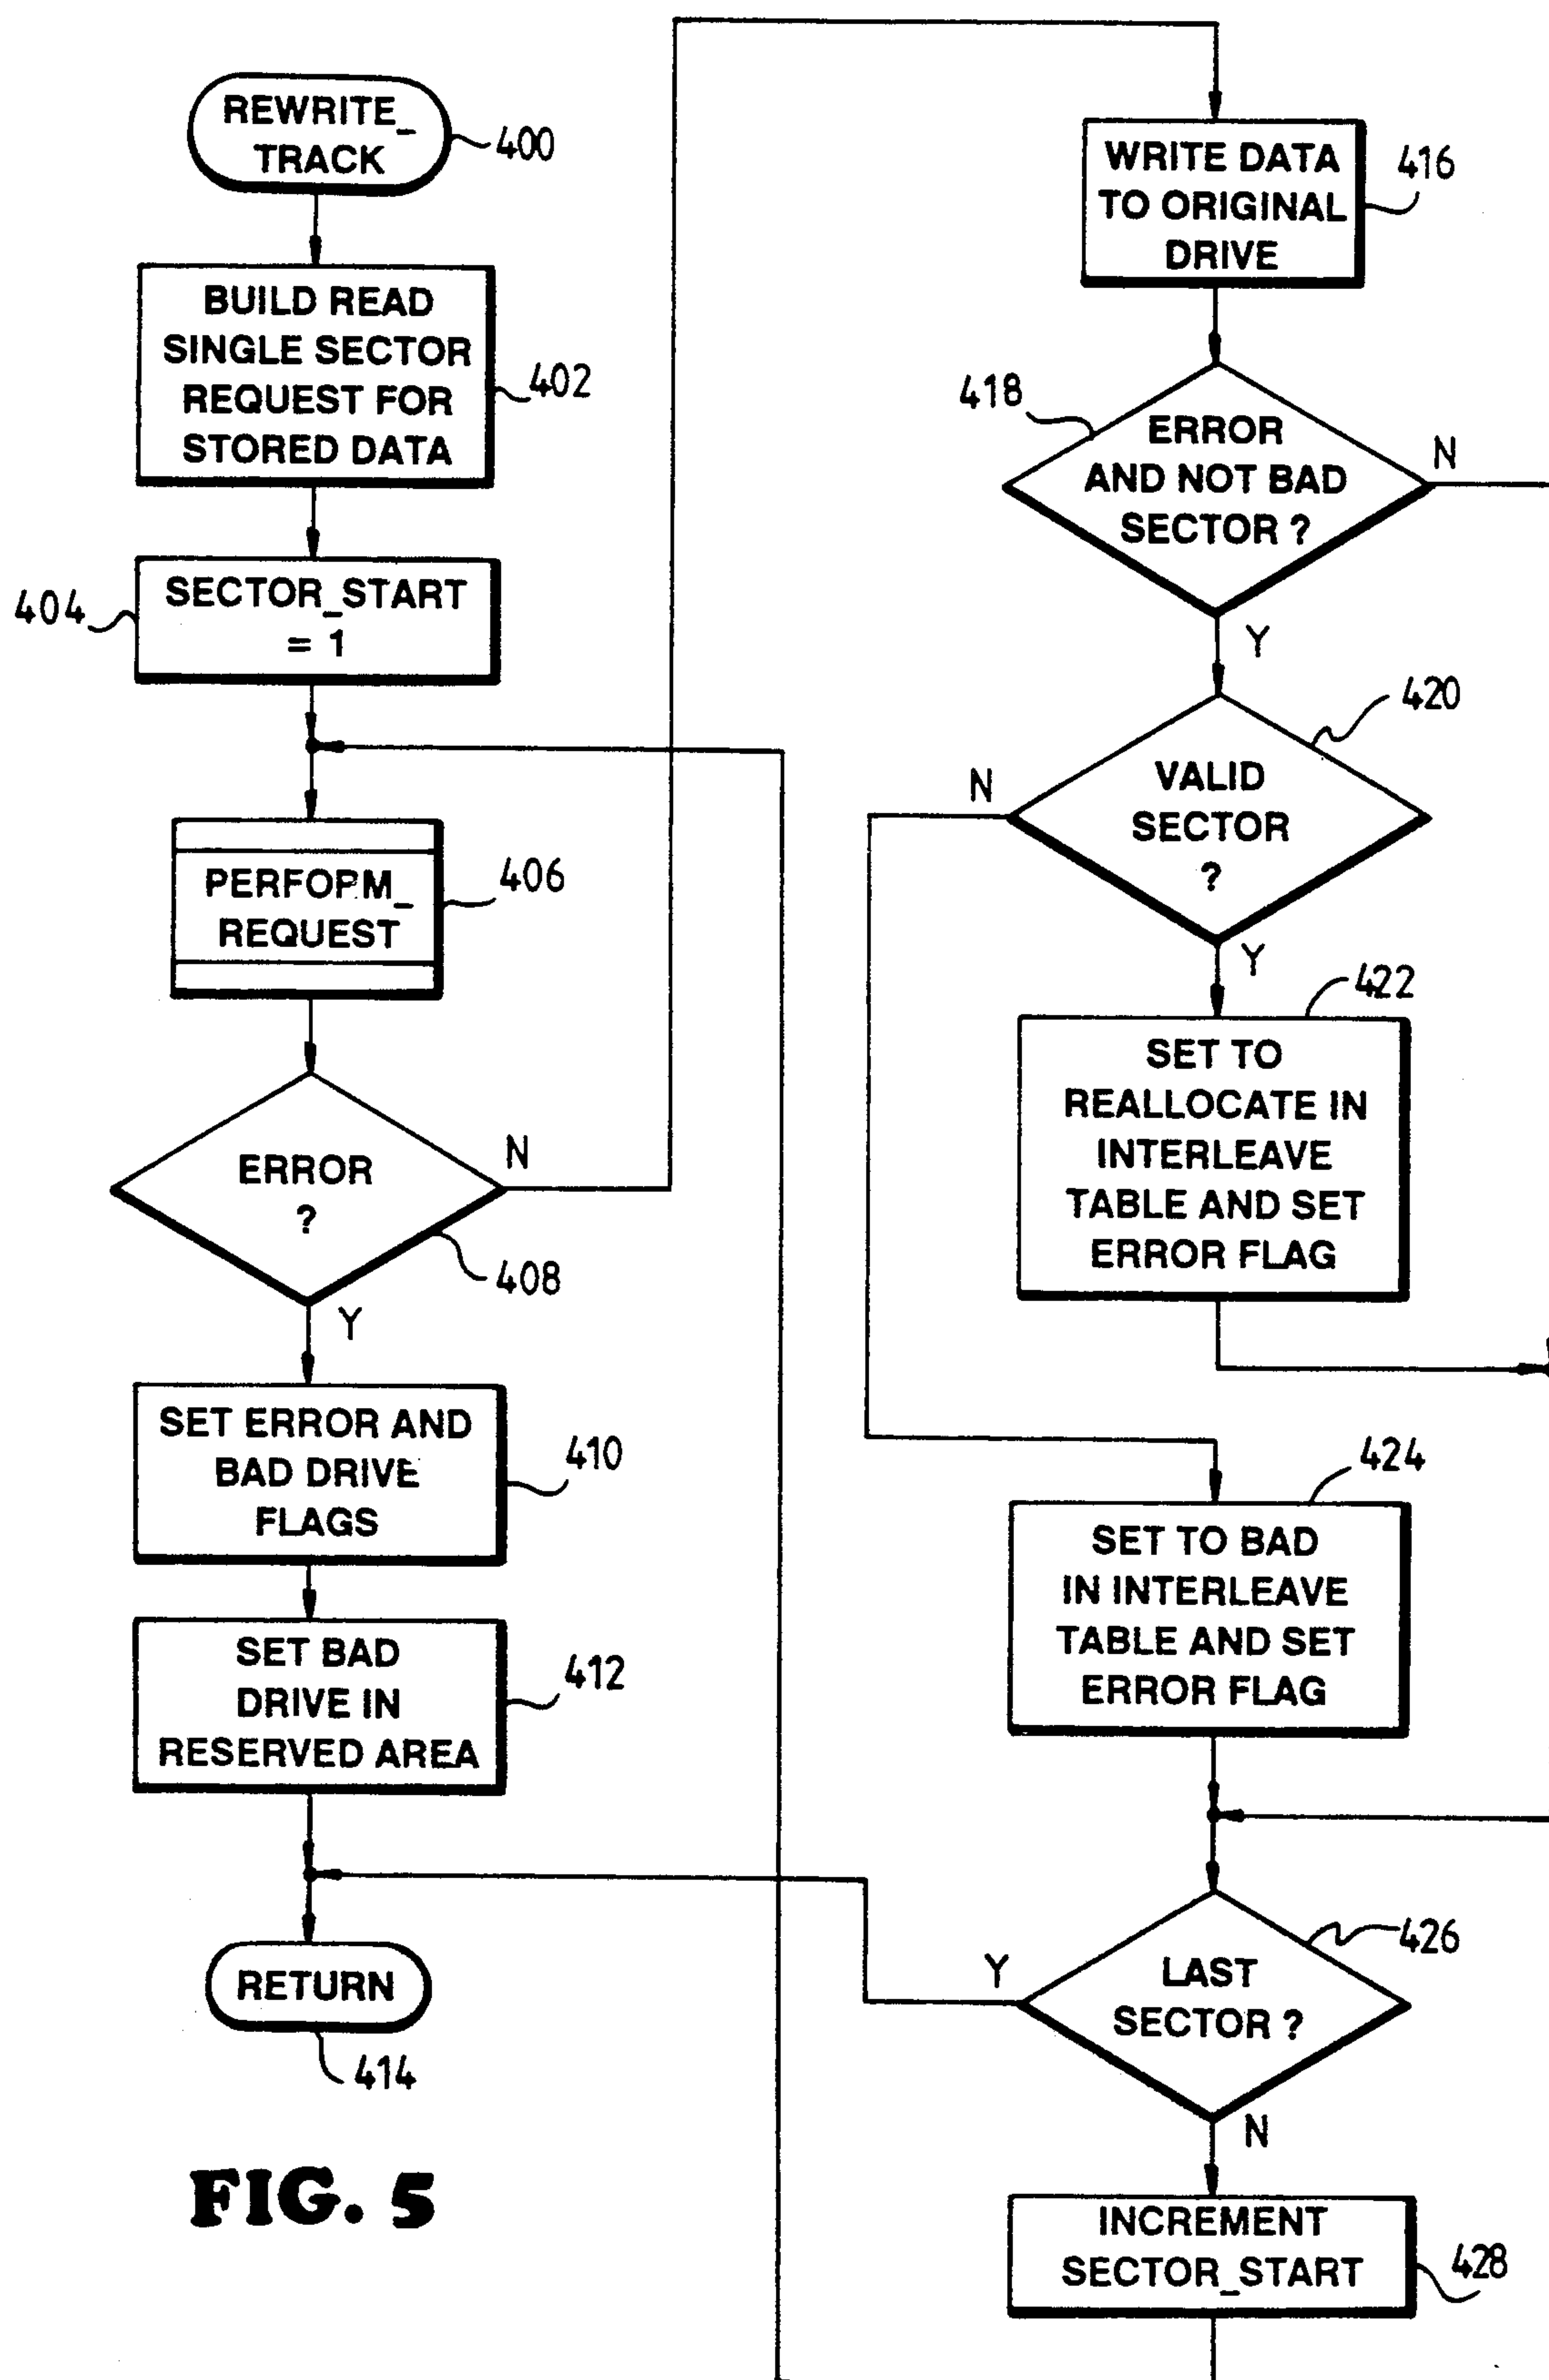 REWRITE_
TRACK
400
BUILD READ
SINGLE SECTOR
REQUEST FOR
STORED DATA
402
SECTOR_START
= 1
404
PERFORM_
REQUEST
406
ERROR
?
N
408
Y
SET ERROR AND
BAD DRIVE
FLAGS
410
SET BAD
DRIVE IN
RESERVED AREA
412
RETURN
414
WRITE DATA
TO ORIGINAL
DRIVE
416
418
ERROR
AND NOT BAD
SECTOR ?
N
Y
420
VALID
SECTOR
?
N
Y
422
SET TO
REALLOCATE IN
INTERLEAVE
TABLE AND SET
ERROR FLAG
424
SET TO BAD
IN INTERLEAVE
TABLE AND SET
ERROR FLAG
426
LAST
SECTOR ?
Y
N
INCREMENT
SECTOR_START
428
FIG. 5